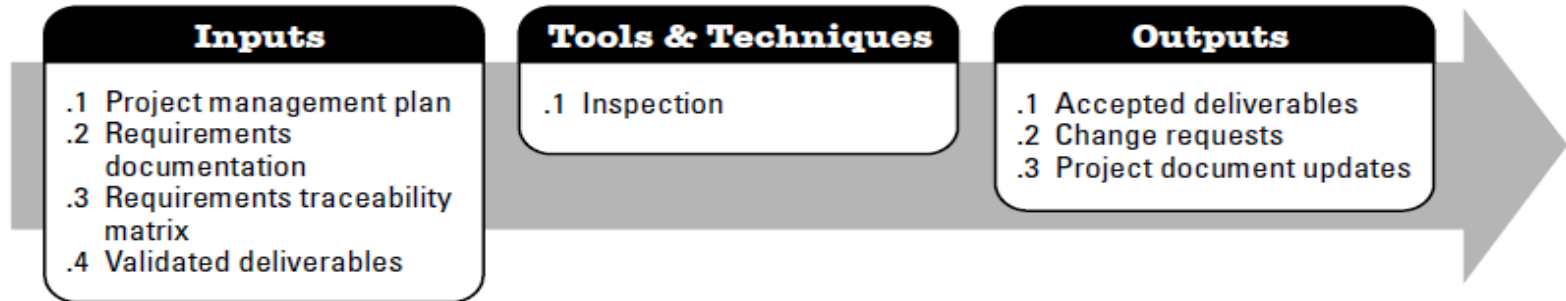 Inputs
.1 Project management plan
.2 Requirements
documentation
.3 Requirements traceability
matrix
.4 Validated deliverables
Tools & Techniques
.1 Inspection
Outputs
.1 Accepted deliverables
.2 Change requests
.3 Project document updates